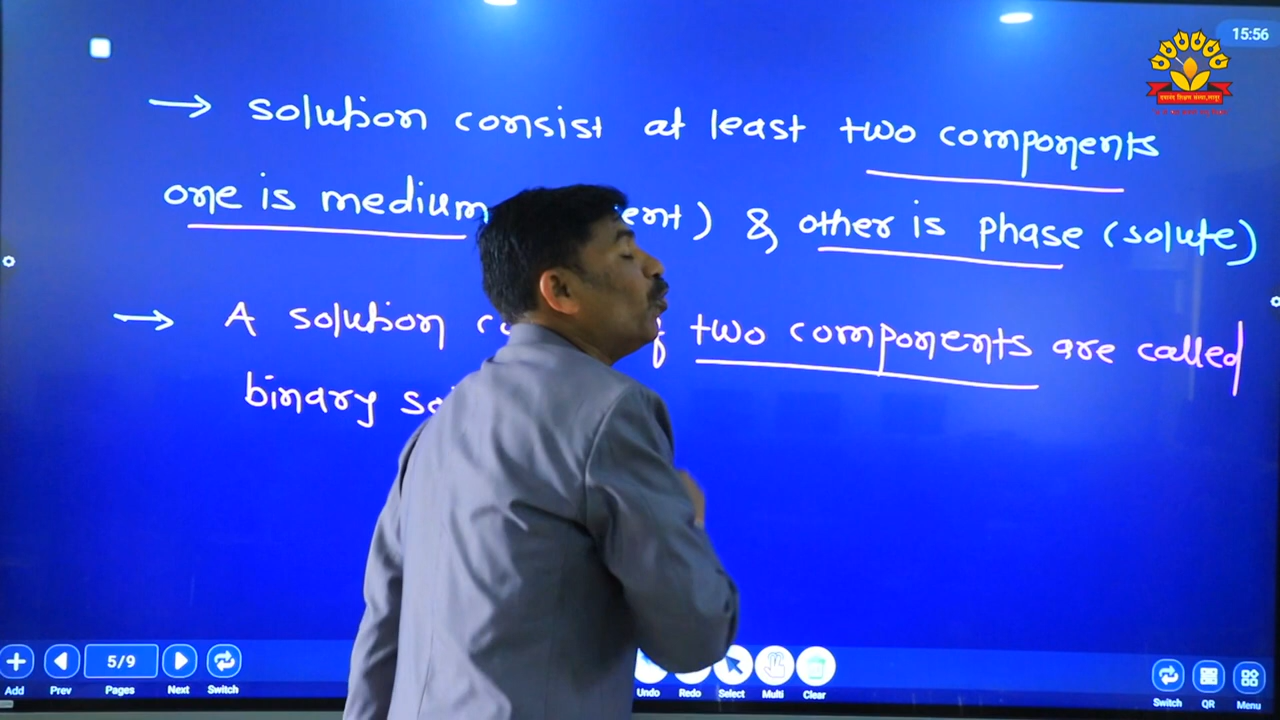 15:56
→ solution consist at least two components
one is medium ) & other is phase (solute)
→ A solution two components are called
binary
5/9
Add Prev Pages Next Switch Undo Redo Select Multi Clear Switch QR Menu